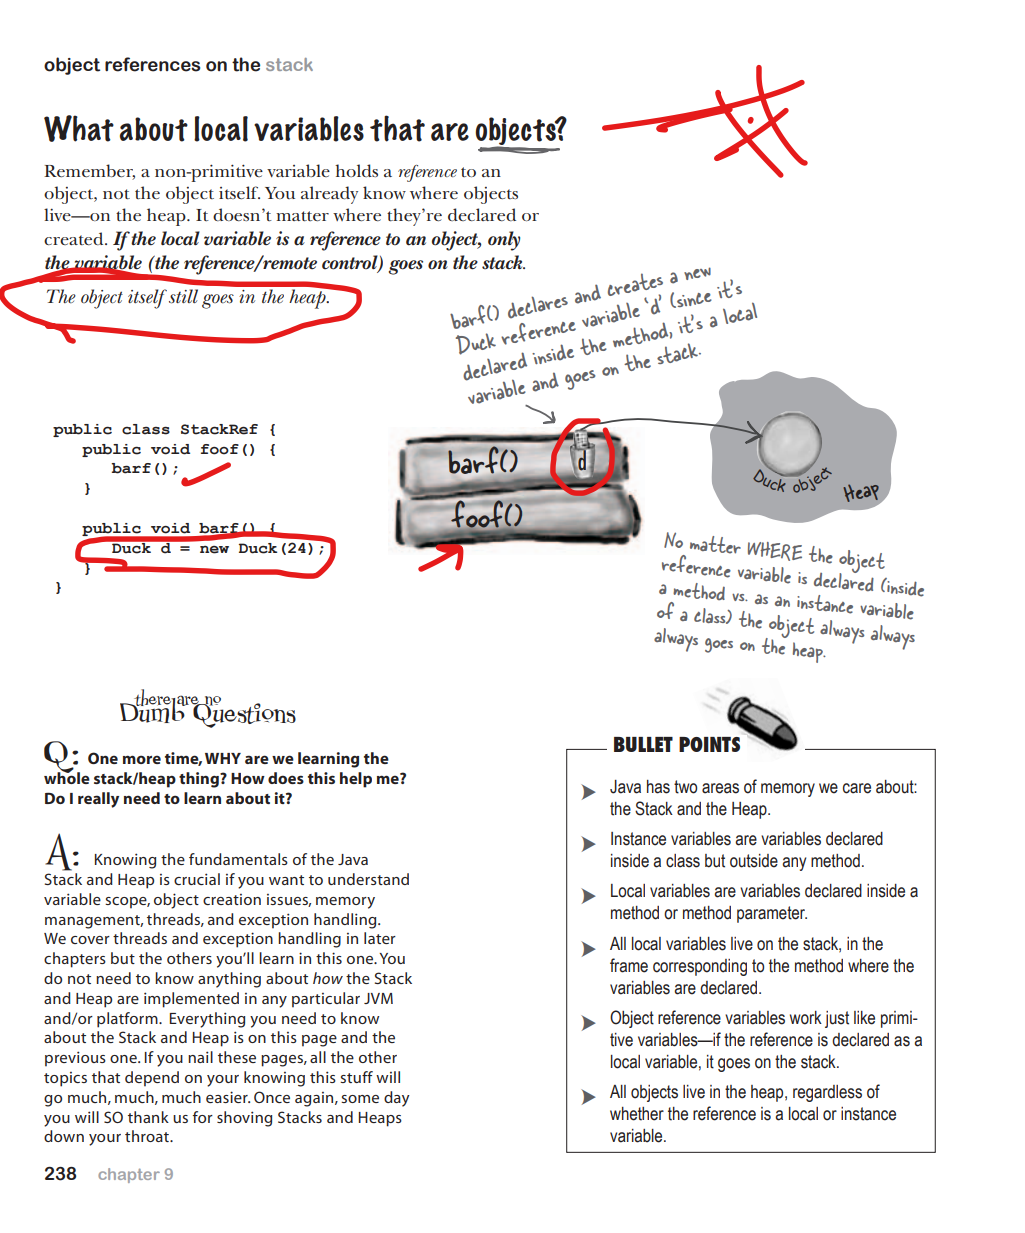 object references on the stack
What about local variables that are objects?
Remember, a non-primitive variable holds a reference to an
object, not the object itself. You already know where objects
live—on the heap. It doesn't matter where they're declared or
created. If the local variable is a reference to an object, only
the variable (the reference/remote control) goes on the stack.
The object itself still goes in the heap.
barf() declares and creates a new
Duck reference variable 'd' (since it's
declared inside the method, it's a local
variable and goes on the stack.
public class StackRef {
public void foof() {
barf();
}
public void barf() {
Duck d = new Duck(24);
}
}
barf()
d
foof()
Duck object
Heap
No matter WHERE the object
reference variable is declared (inside
a method vs. as an instance variable
of a class) the object always always
always goes on the heap.
there are no
Dumb Questions
Q: One more time, WHY are we learning the
whole stack/heap thing? How does this help me?
Do I really need to learn about it?
A: Knowing the fundamentals of the Java
Stack and Heap is crucial if you want to understand
variable scope, object creation issues, memory
management, threads, and exception handling.
We cover threads and exception handling in later
chapters but the others you'll learn in this one. You
do not need to know anything about how the Stack
and Heap are implemented in any particular JVM
and/or platform. Everything you need to know
about the Stack and Heap is on this page and the
previous one. If you nail these pages, all the other
topics that depend on your knowing this stuff will
go much, much, much easier. Once again, some day
you will SO thank us for shoving Stacks and Heaps
down your throat.
BULLET POINTS
Java has two areas of memory we care about:
the Stack and the Heap.
Instance variables are variables declared
inside a class but outside any method.
Local variables are variables declared inside a
method or method parameter.
All local variables live on the stack, in the
frame corresponding to the method where the
variables are declared.
Object reference variables work just like primi-
tive variables—if the reference is declared as a
local variable, it goes on the stack.
All objects live in the heap, regardless of
whether the reference is a local or instance
variable.
238 chapter 9